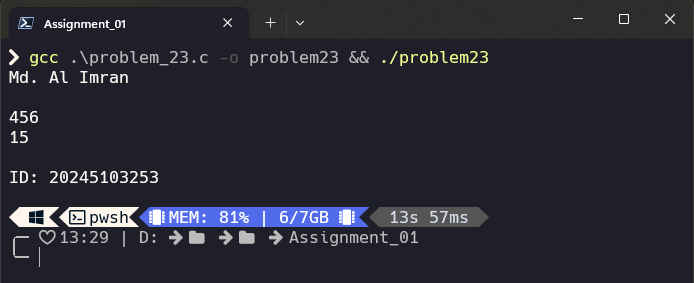 Assignment_01
gcc .\problem_23.c -o problem23 && ./problem23
Md. Al Imran
456
15
ID: 20245103253
pwsh MEM: 81% | 6/7GB 13s 57ms
13:29 | D: Assignment_01